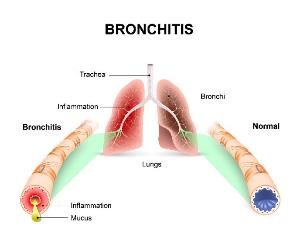 BRONCHITIS
Trachea
Inflammation
Bronchi
Bronchitis
Normal
Lungs
Inflammation
Mucus